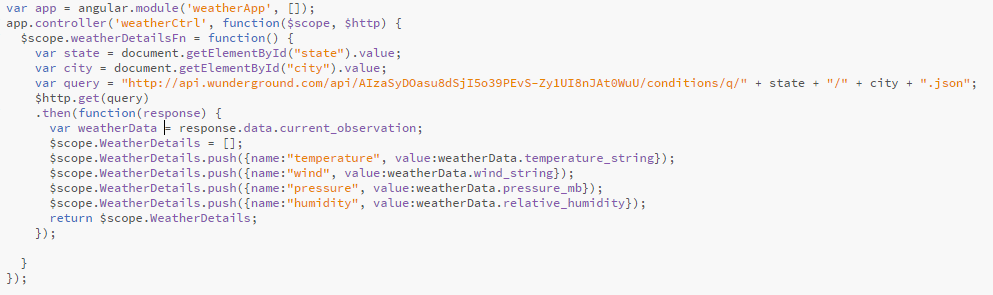 var app = angular.module('weatherApp', []);
app.controller('weatherCtrl', function($scope, $http) {
  $scope.weatherDetailsFn = function() {
    var state = document.getElementById("state").value;
    var city = document.getElementById("city").value;
    var query = "http://api.wunderground.com/api/AIzaSyDOasu8dSjI5o39PEvS-Zy1UI8nJAt0WuU/conditions/q/" + state + "/" + city + ".json";
    $http.get(query)
    .then(function(response) {
      var weatherData = response.data.current_observation;
      $scope.WeatherDetails = [];
      $scope.WeatherDetails.push({name:"temperature", value:weatherData.temperature_string});
      $scope.WeatherDetails.push({name:"wind", value:weatherData.wind_string});
      $scope.WeatherDetails.push({name:"pressure", value:weatherData.pressure_mb});
      $scope.WeatherDetails.push({name:"humidity", value:weatherData.relative_humidity});
      return $scope.WeatherDetails;
    });
  }
});